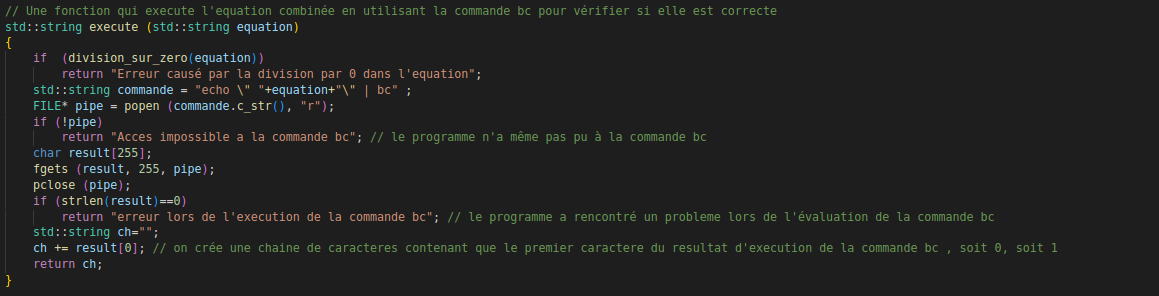 // Une fonction qui execute l'equation combinée en utilisant la commande bc pour vérifier si elle est correcte
std::string execute (std::string equation)
{
    if  (division_sur_zero(equation))
        return "Erreur causé par la division par 0 dans l'equation";
    std::string commande = "echo \" "+equation+"\" | bc" ;
    FILE* pipe = popen (commande.c_str(), "r");
    if (!pipe)
        return "Acces impossible a la commande bc"; // le programme n'a même pas pu à la commande bc
    char result[255];
    fgets (result, 255, pipe);
    pclose (pipe);
    if (strlen(result)==0)
        return "erreur lors de l'execution de la commande bc"; // le programme a rencontré un probleme lors de l'évaluation de la commande bc
    std::string ch="";
    ch += result[0]; // on crée une chaine de caracteres contenant que le premier caractere du resultat d'execution de la commande bc , soit 0, soit 1
    return ch;
}